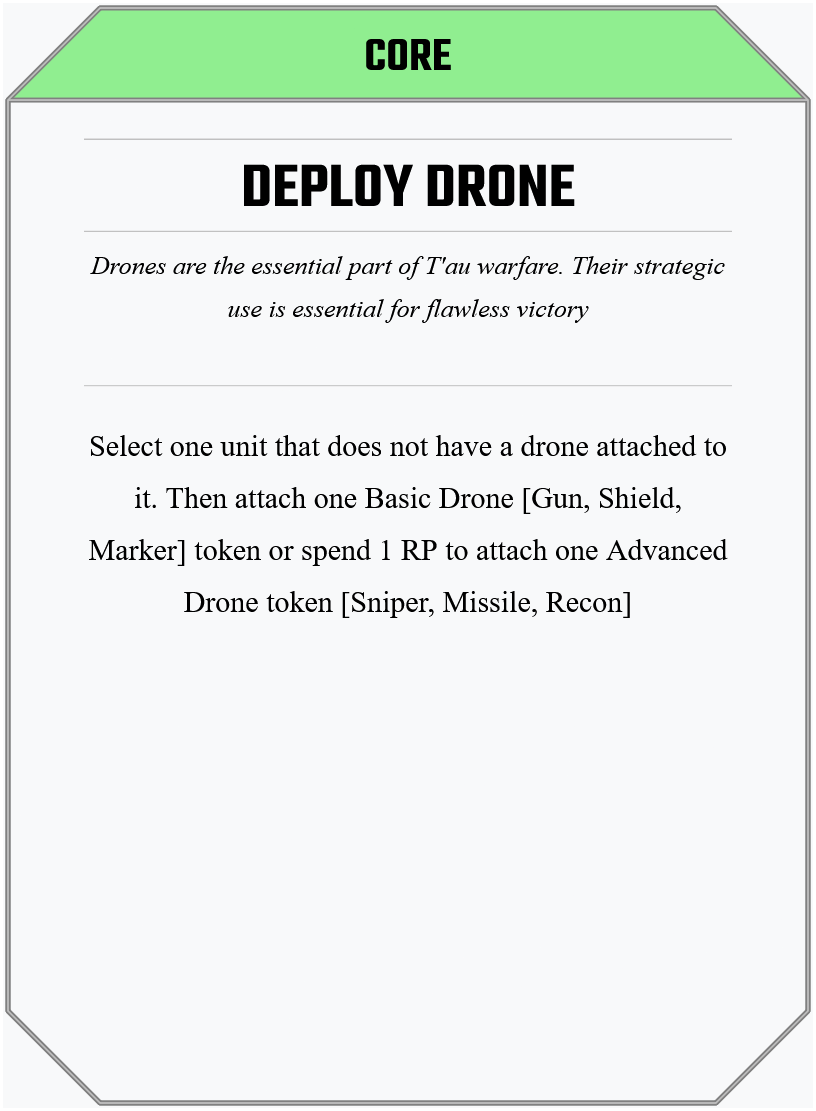 CORE
DEPLOY DRONE
Drones are the essential part of T'au warfare. Their strategic
use is essential for flawless victory
Select one unit that does not have a drone attached to
it. Then attach one Basic Drone [Gun, Shield,
Marker] token or spend 1 RP to attach one Advanced
Drone token [Sniper, Missile, Recon]